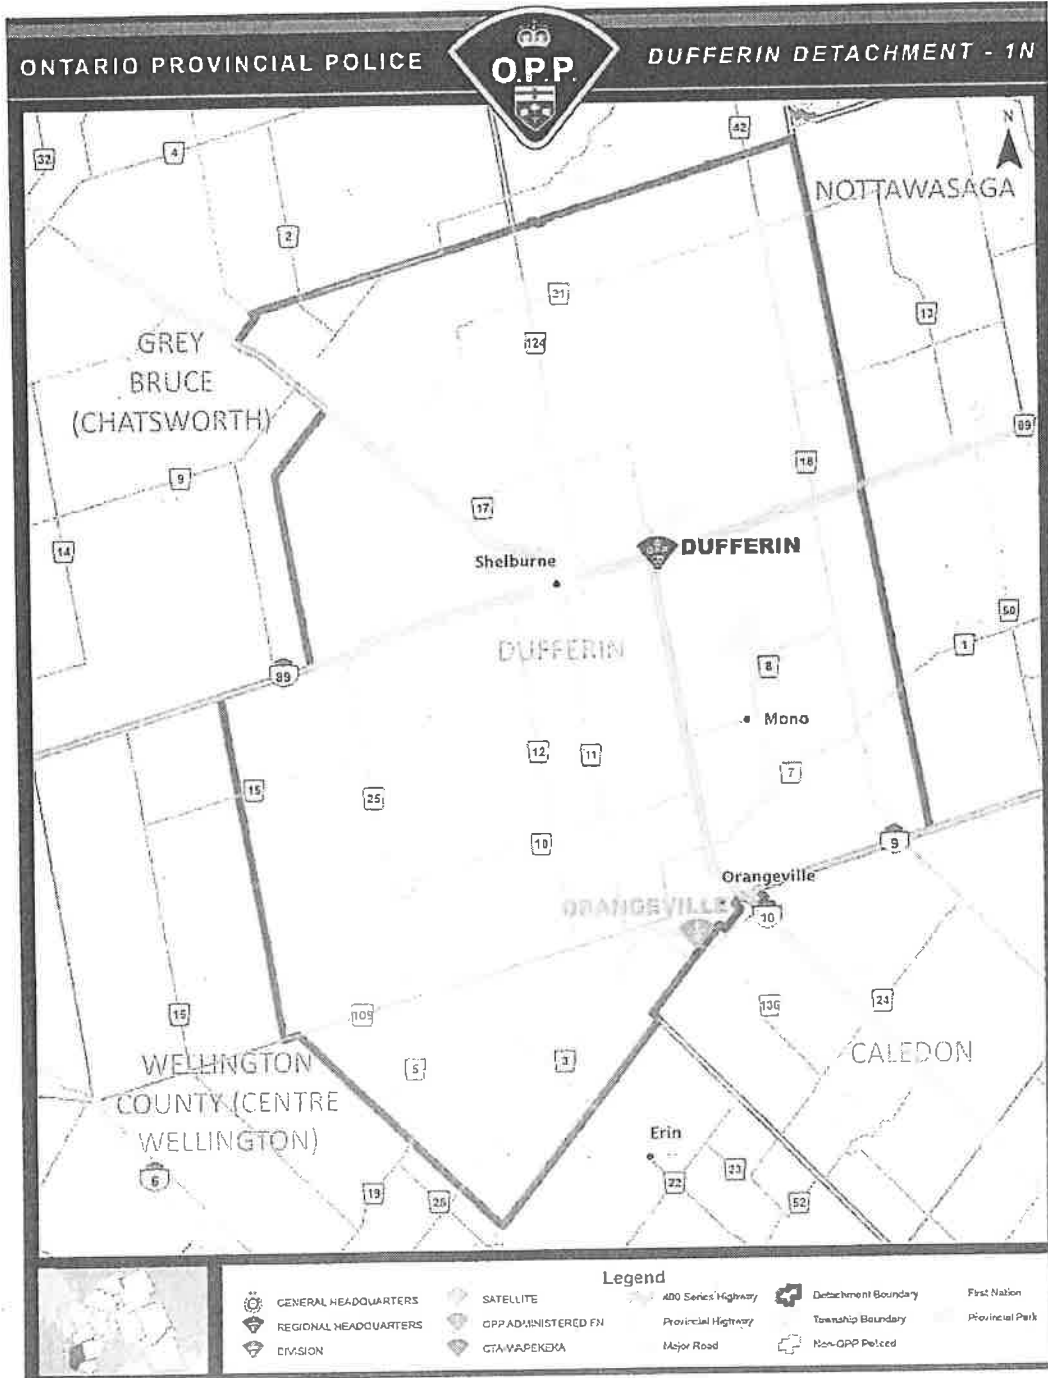 ONTARIO PROVINCIAL POLICE
O.P.P.
DUFFERIN DETACHMENT - 1N
N
42
4
32
NOTTAWASAGA
2
21
13
124
GREY
BRUCE
(CHATSWORTH)
89
18
9
17
14
DUFFERIN
Shelburne
50
1
DUFFERIN
8
89
Mono
12
11
7
15
25
10
9
Orangeville
ORANGEVILLE
10
24
136
15
109
CALEDON
3
5
WELLINGTON
COUNTY (CENTRE
WELLINGTON)
Erin
23
6
22
19
26
52
Legend
GENERAL HEADQUARTERS
REGIONAL HEADQUARTERS
DIVISION
SATELLITE
OPP ADMINISTERED FN
GTA-MAPEKEKA
400 Series Highway
Provincial Highway
Major Road
Detachment Boundary
Township Boundary
Non-OPP Policed
First Nation
Provincial Park